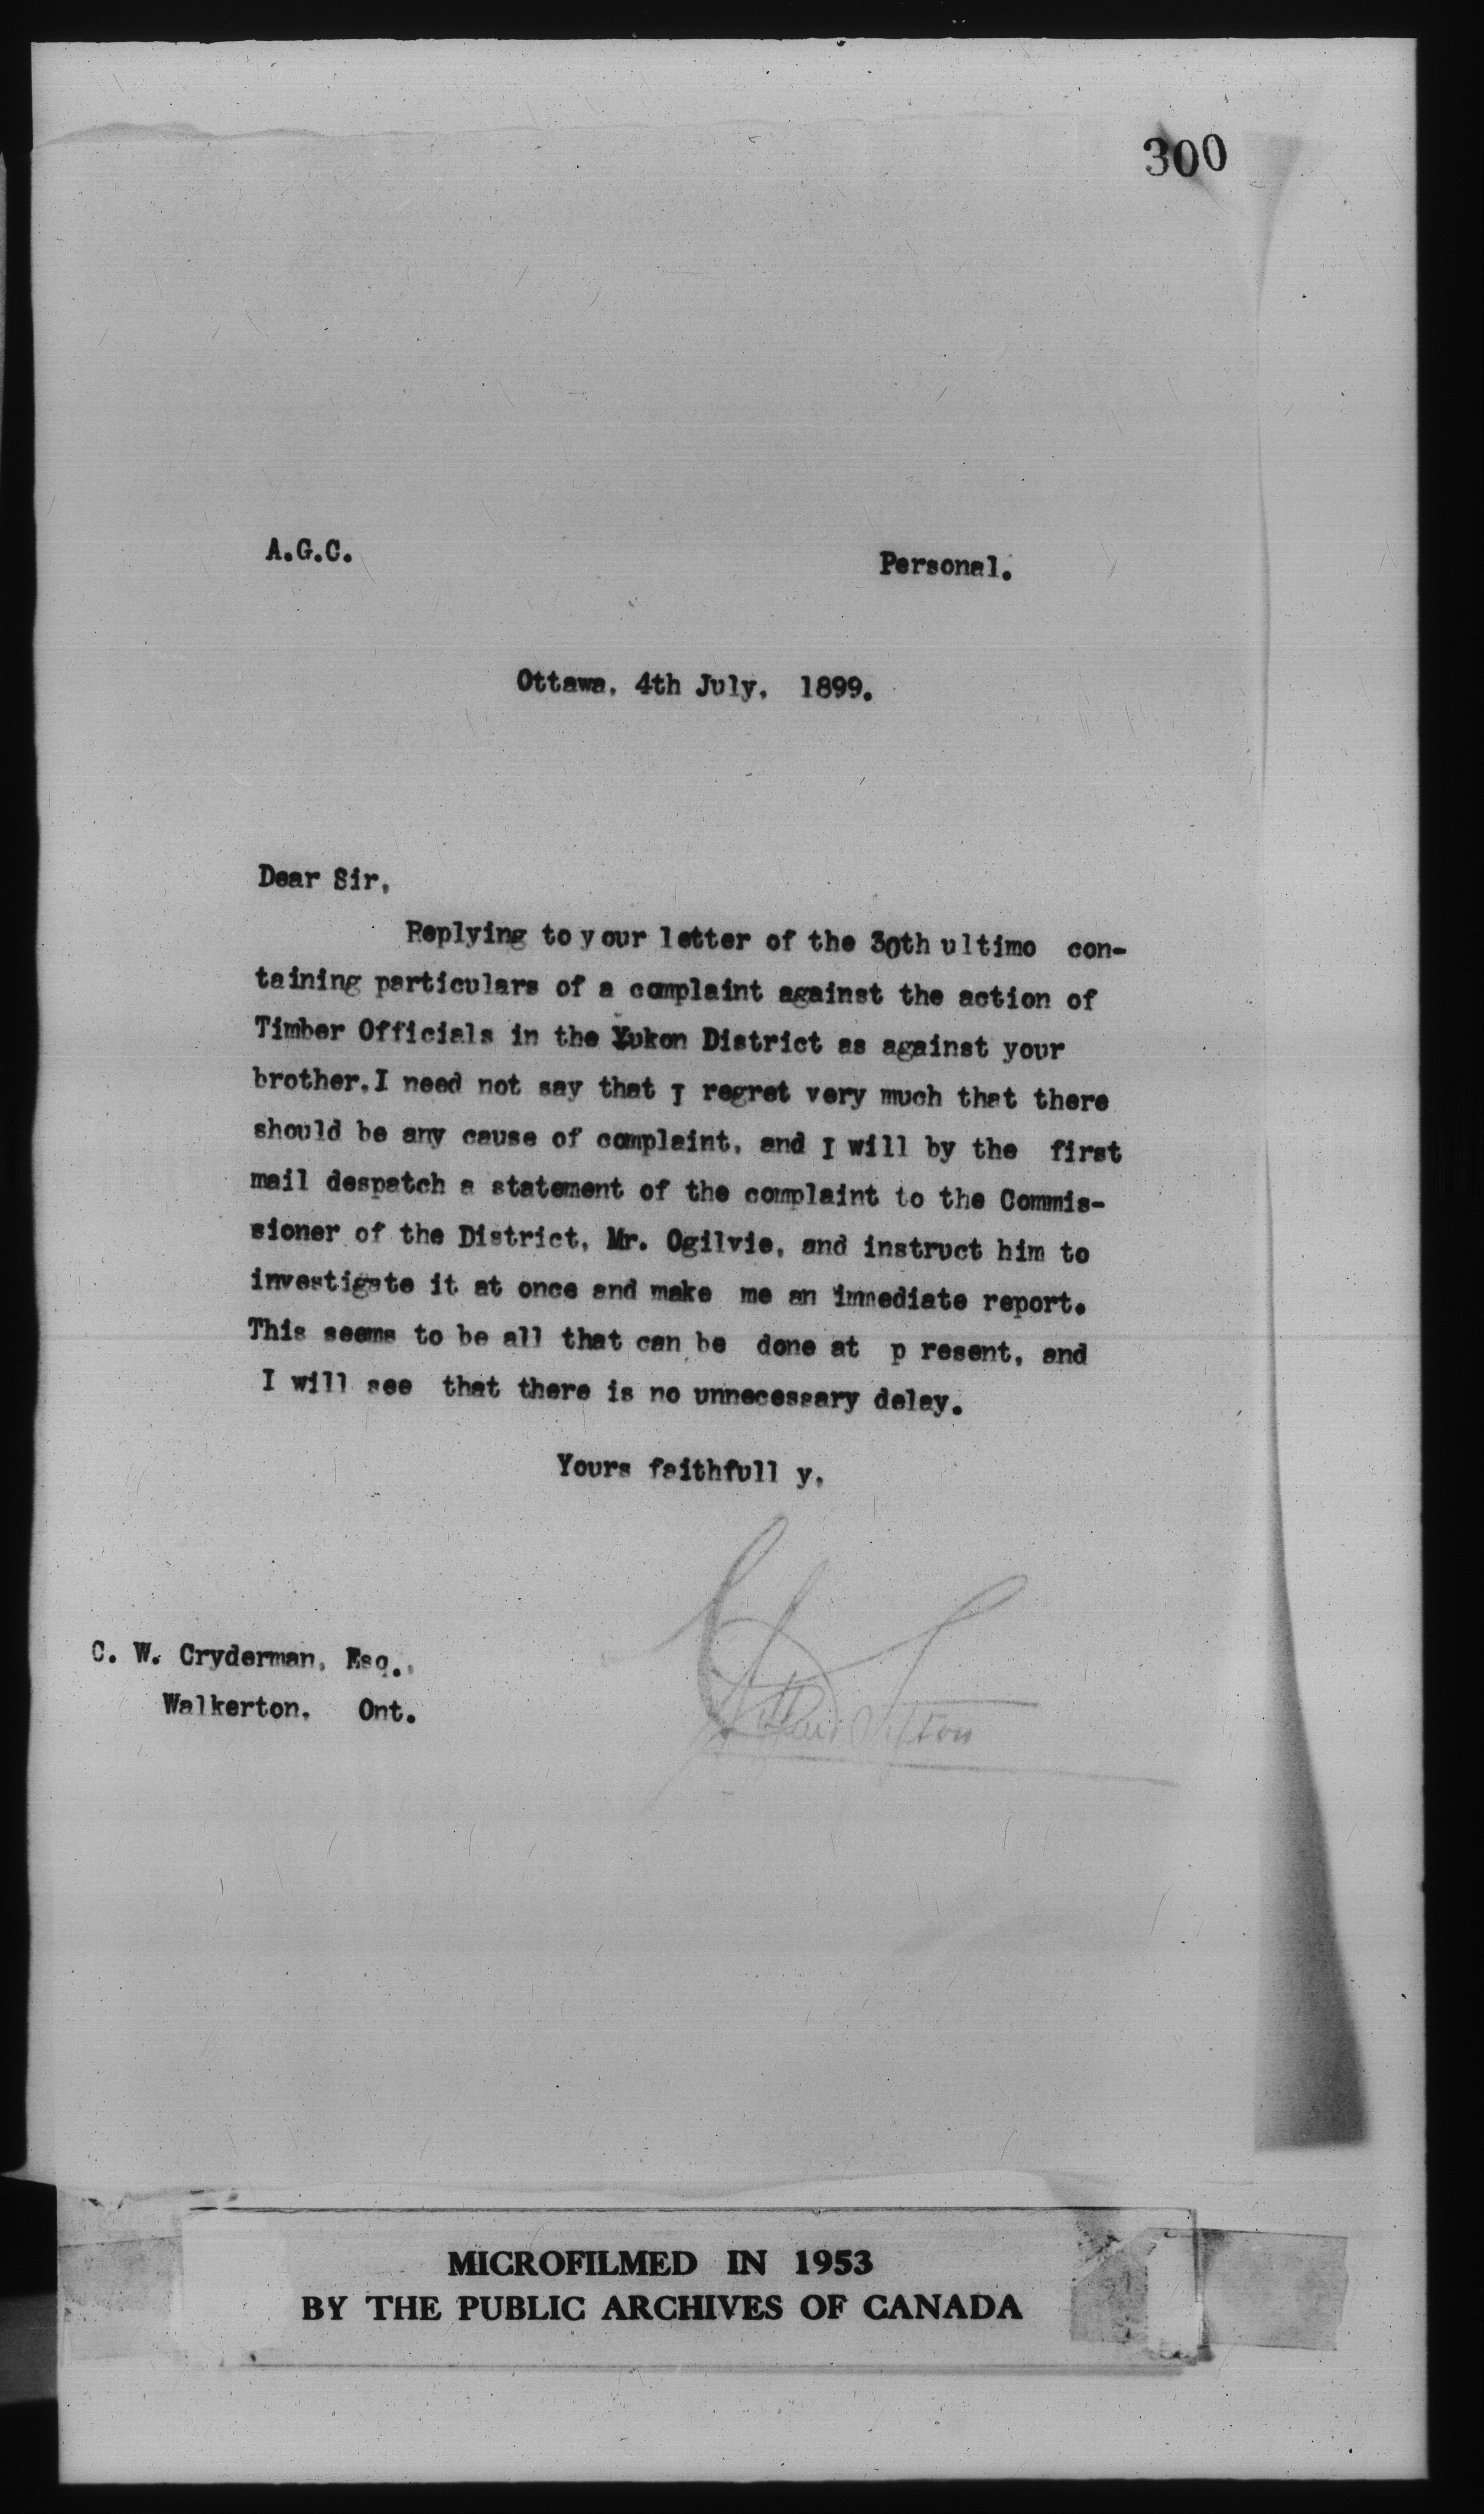 300
A.G.C. Personal.
Ottawa, 4th July, 1899.
Dear Sir,
Replying to your letter of the 30th ultimo con-
taining particulars of a complaint against the action of
Timber Officials in the Yukon District as against your
brother, I need not say that I regret very much that there
should be any cause of complaint, and I will by the first
mail despatch a statement of the complaint to the Commis-
sioner of the District, Mr. Ogilvie, and instruct him to
investigate it at once and make me an immediate report.
This seems to be all that can be done at p resent, and
I will see that there is no unnecessary delay.
Yours faithfull y,
C. W. Cryderman, Esq.,
Walkerton, Ont.
Sifton
MICROFILMED IN 1953
BY THE PUBLIC ARCHIVES OF CANADA